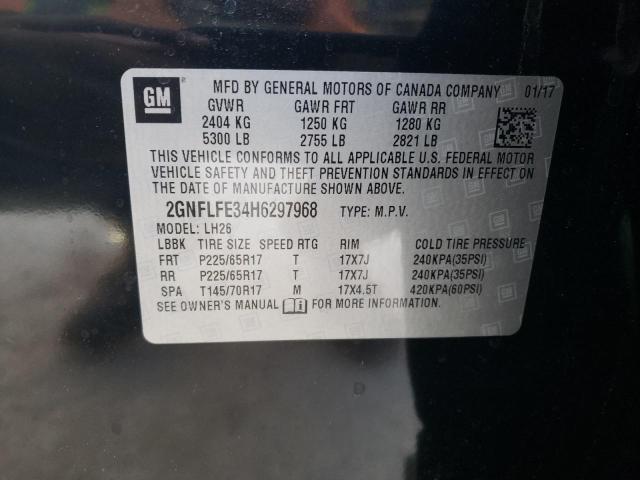 GM
MFD BY GENERAL MOTORS OF CANADA COMPANY 01/17
GVWR GAWR FRT GAWR RR
2404 KG 1250 KG 1280 KG
5300 LB 2755 LB 2821 LB
THIS VEHICLE CONFORMS TO ALL APPLICABLE U.S. FEDERAL MOTOR
VEHICLE SAFETY AND THEFT PREVENTION STANDARDS IN EFFECT ON
THE DATE OF MANUFACTURE SHOWN ABOVE.
2GNFLFE34H6297968 TYPE: M.P.V.
MODEL: LH26
LBBK TIRE SIZE SPEED RTG RIM COLD TIRE PRESSURE
FRT P225/65R17 T 17X7J 240KPA(35PSI)
RR P225/65R17 T 17X7J 240KPA(35PSI)
SPA T145/70R17 M 17X4.5T 420KPA(60PSI)
SEE OWNER'S MANUAL FOR MORE INFORMATION